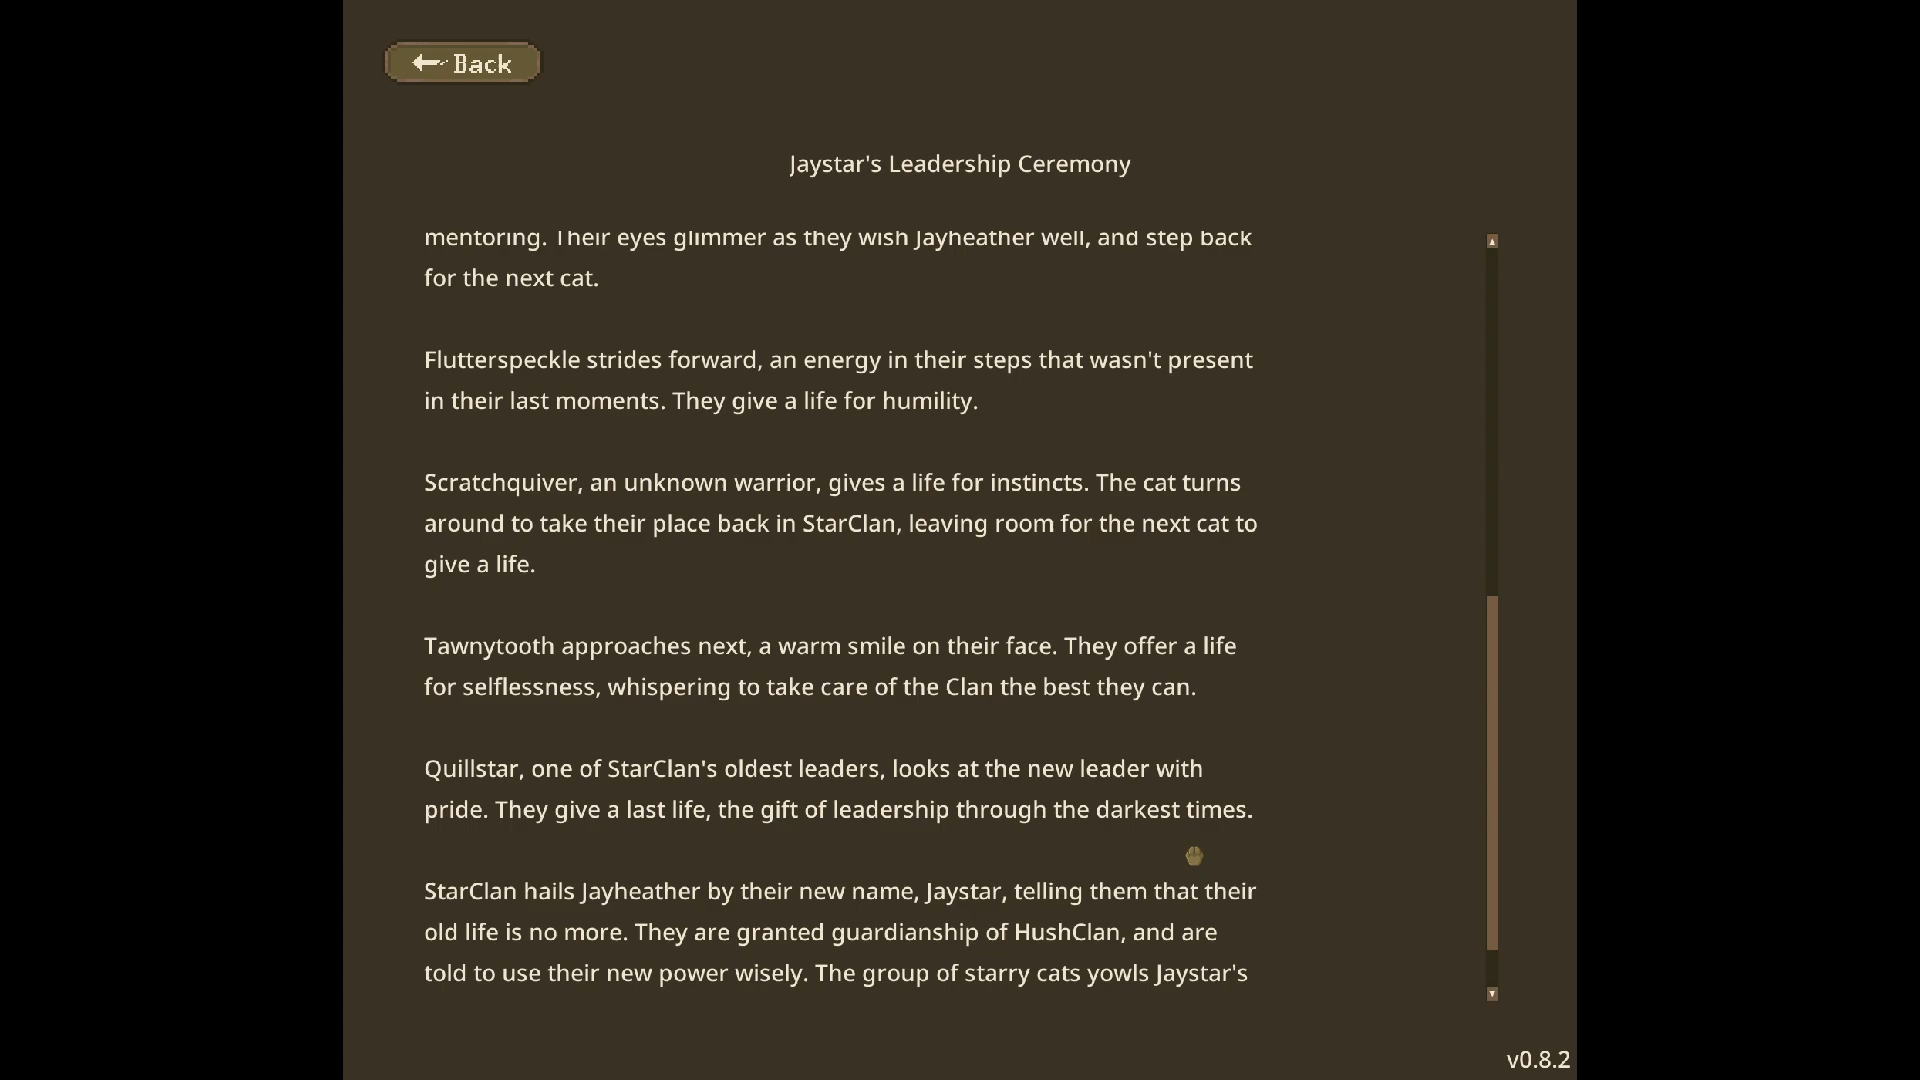 Back
Jaystar's Leadership Ceremony
mentoring. Their eyes glimmer as they wish Jayheather well, and step back
for the next cat.
Flutterspeckle strides forward, an energy in their steps that wasn't present
in their last moments. They give a life for humility.
Scratchquiver, an unknown warrior, gives a life for instincts. The cat turns
around to take their place back in StarClan, leaving room for the next cat to
give a life.
Tawnytooth approaches next, a warm smile on their face. They offer a life
for selflessness, whispering to take care of the Clan the best they can.
Quillstar, one of StarClan's oldest leaders, looks at the new leader with
pride. They give a last life, the gift of leadership through the darkest times.
StarClan hails Jayheather by their new name, Jaystar, telling them that their
old life is no more. They are granted guardianship of HushClan, and are
told to use their new power wisely. The group of starry cats yowls Jaystar's
v0.8.2